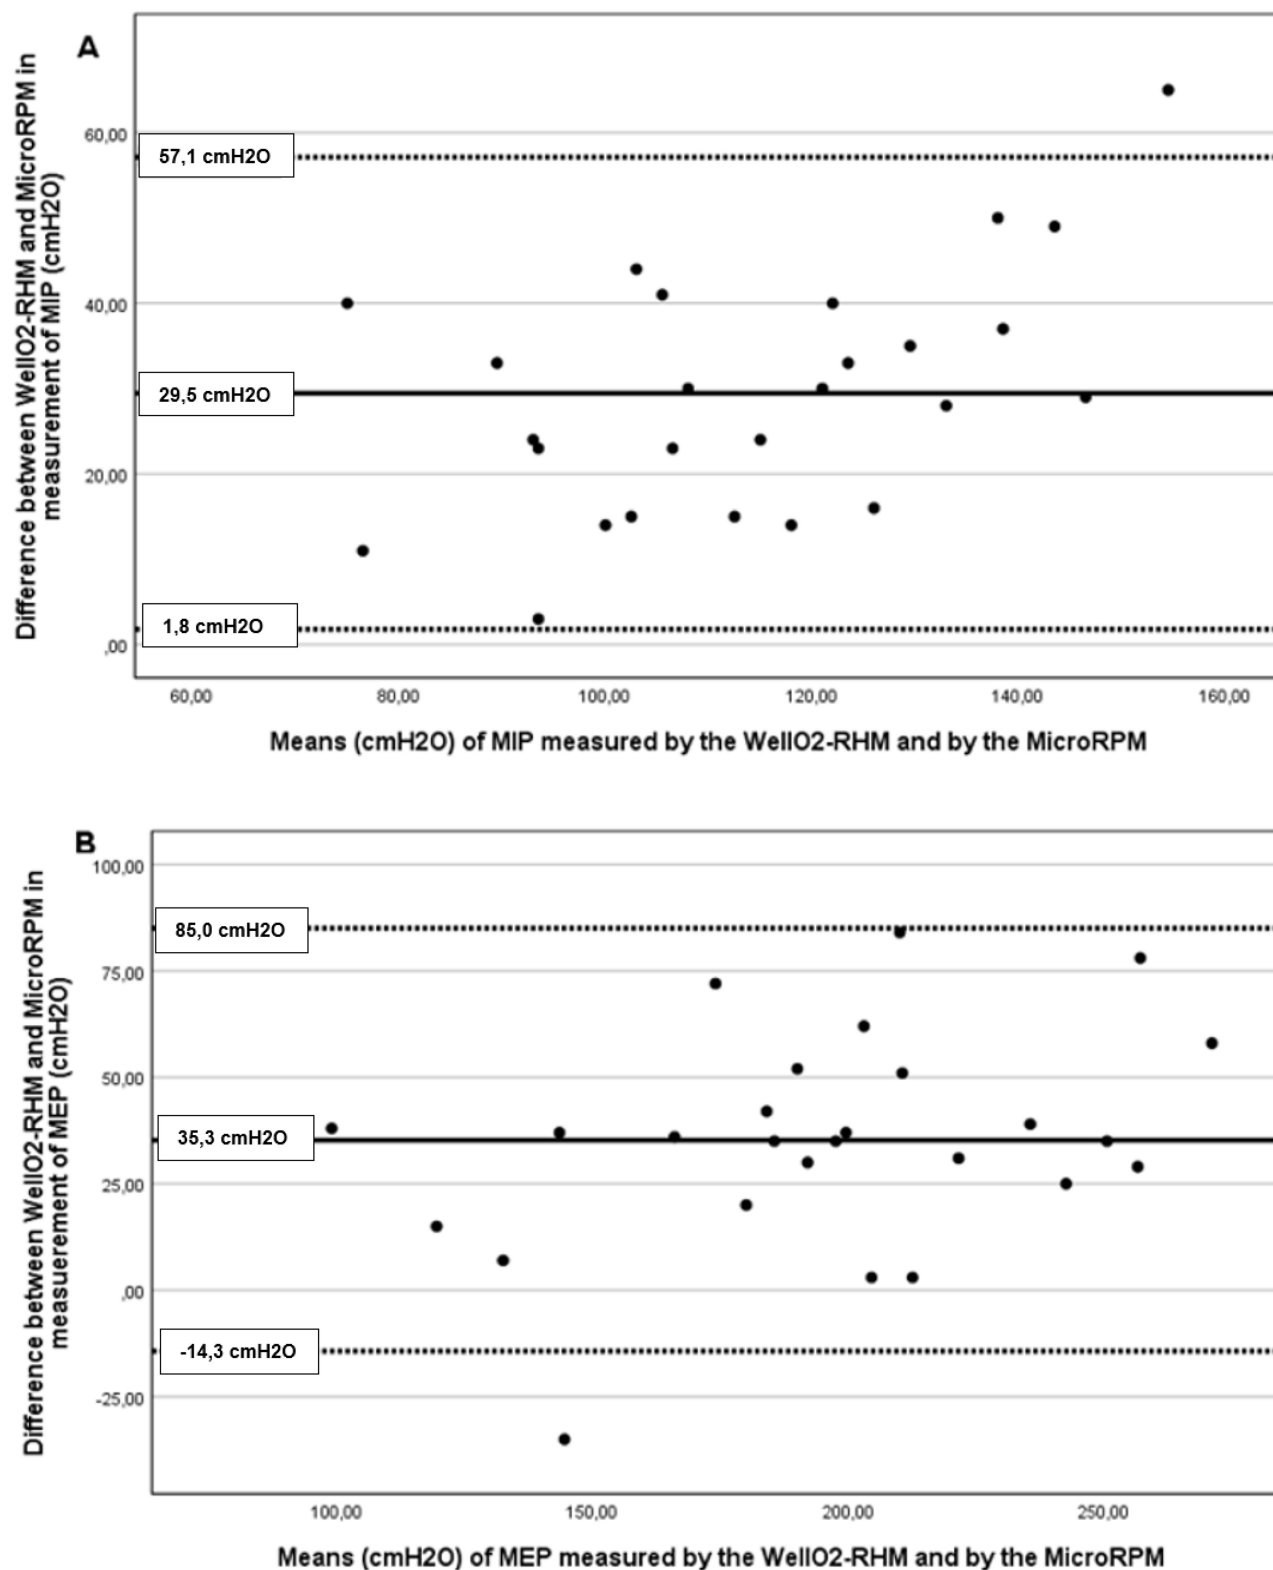 A
Difference between WellO2-RHM and MicroRPM in
measurement of MIP (cmH2O)
60,00
57,1 cmH2O
40,00
29,5 cmH2O
20,00
1,8 cmH2O
,00
60,00 80,00 100,00 120,00 140,00 160,00
Means (cmH2O) of MIP measured by the WellO2-RHM and by the MicroRPM
B
Difference between WellO2-RHM and MicroRPM in
measuerement of MEP (cmH2O)
100,00
85,0 cmH2O
75,00
50,00
35,3 cmH2O
25,00
,00
-14,3 cmH2O
-25,00
100,00 150,00 200,00 250,00
Means (cmH2O) of MEP measured by the WellO2-RHM and by the MicroRPM